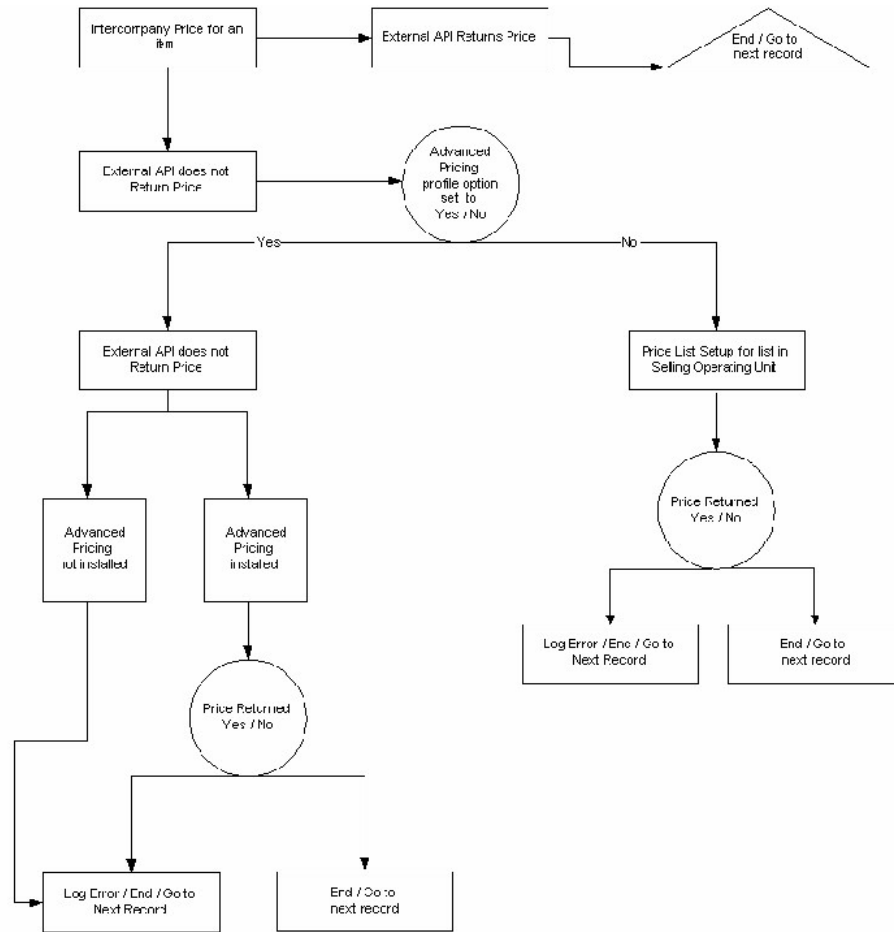 Intercompany Price for an
item
External API Returns Price
End / Go to
next record
External API does not
Return Price
Advanced
Pricing
profile option
set to
Yes / No
Yes
No
External API does not
Return Price
Price List Setup for list in
Selling Operating Unit
Advanced
Pricing
not installed
Advanced
Pricing
installed
Price Returned
Yes / No
Log Error / End / Go to
Next Record
End / Go to
next record
Price Returned
Yes / No
Log Error / End / Go to
Next Record
End / Go to
next record